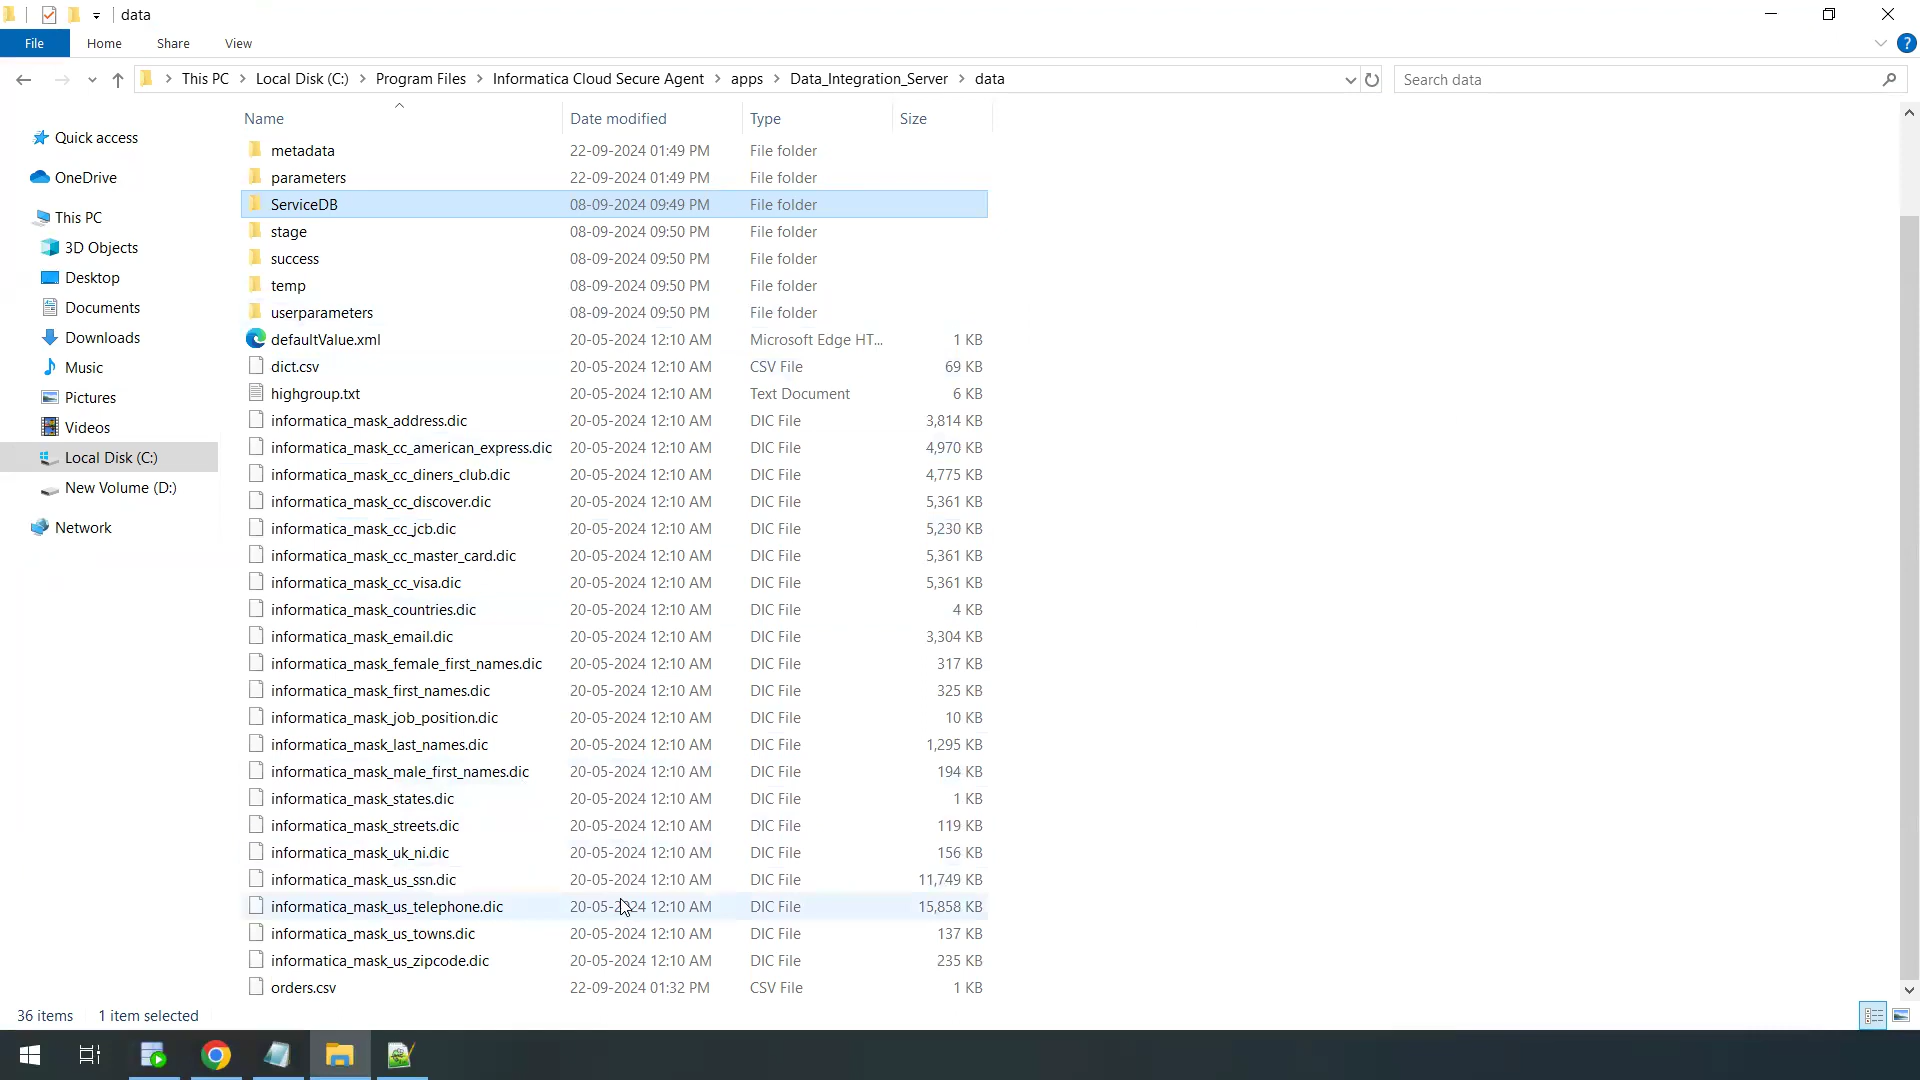 data
File Home Share View
This PC Local Disk (C:) Program Files Informatica Cloud Secure Agent apps Data_Integration_Server data
Search data
Name Date modified Type Size
Quick access
OneDrive
This PC
3D Objects
Desktop
Documents
Downloads
Music
Pictures
Videos
Local Disk (C:)
New Volume (D:)
Network
metadata 22-09-2024 01:49 PM File folder
parameters 22-09-2024 01:49 PM File folder
ServiceDB 08-09-2024 09:49 PM File folder
stage 08-09-2024 09:50 PM File folder
success 08-09-2024 09:50 PM File folder
temp 08-09-2024 09:50 PM File folder
userparameters 08-09-2024 09:50 PM File folder
defaultValue.xml 20-05-2024 12:10 AM Microsoft Edge HT... 1 KB
dict.csv 20-05-2024 12:10 AM CSV File 69 KB
highgroup.txt 20-05-2024 12:10 AM Text Document 6 KB
informatica_mask_address.dic 20-05-2024 12:10 AM DIC File 3,814 KB
informatica_mask_cc_american_express.dic 20-05-2024 12:10 AM DIC File 4,970 KB
informatica_mask_cc_diners_club.dic 20-05-2024 12:10 AM DIC File 4,775 KB
informatica_mask_cc_discover.dic 20-05-2024 12:10 AM DIC File 5,361 KB
informatica_mask_cc_jcb.dic 20-05-2024 12:10 AM DIC File 5,230 KB
informatica_mask_cc_master_card.dic 20-05-2024 12:10 AM DIC File 5,361 KB
informatica_mask_cc_visa.dic 20-05-2024 12:10 AM DIC File 5,361 KB
informatica_mask_countries.dic 20-05-2024 12:10 AM DIC File 4 KB
informatica_mask_email.dic 20-05-2024 12:10 AM DIC File 3,304 KB
informatica_mask_female_first_names.dic 20-05-2024 12:10 AM DIC File 317 KB
informatica_mask_first_names.dic 20-05-2024 12:10 AM DIC File 325 KB
informatica_mask_job_position.dic 20-05-2024 12:10 AM DIC File 10 KB
informatica_mask_last_names.dic 20-05-2024 12:10 AM DIC File 1,295 KB
informatica_mask_male_first_names.dic 20-05-2024 12:10 AM DIC File 194 KB
informatica_mask_states.dic 20-05-2024 12:10 AM DIC File 1 KB
informatica_mask_streets.dic 20-05-2024 12:10 AM DIC File 119 KB
informatica_mask_uk_ni.dic 20-05-2024 12:10 AM DIC File 156 KB
informatica_mask_us_ssn.dic 20-05-2024 12:10 AM DIC File 11,749 KB
informatica_mask_us_telephone.dic 20-05-2024 12:10 AM DIC File 15,858 KB
informatica_mask_us_towns.dic 20-05-2024 12:10 AM DIC File 137 KB
informatica_mask_us_zipcode.dic 20-05-2024 12:10 AM DIC File 235 KB
orders.csv 22-09-2024 01:32 PM CSV File 1 KB
36 items 1 item selected